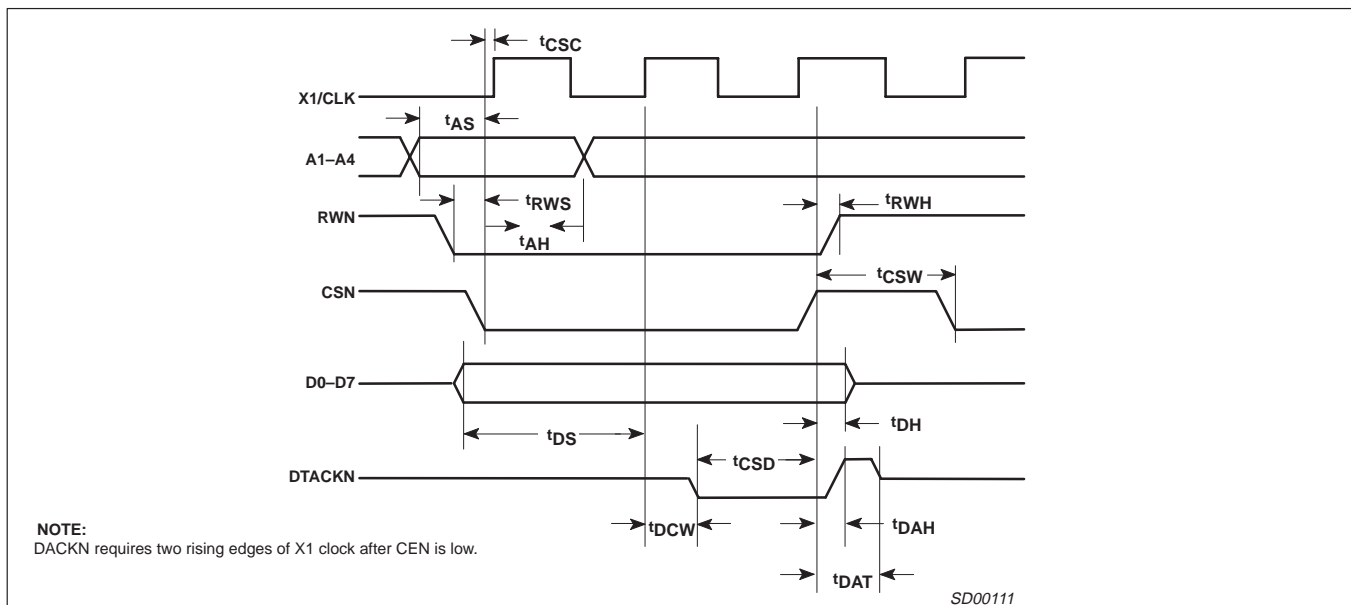 tCSC
X1/CLK
tAS
A1–A4
tRWS
tRWH
RWN
tAH
tCSW
CSN
D0–D7
tDH
tDS
tCSD
DTACKN
tDCW
tDAH
NOTE:
DACKN requires two rising edges of X1 clock after CEN is low.
tDAT
SD00111